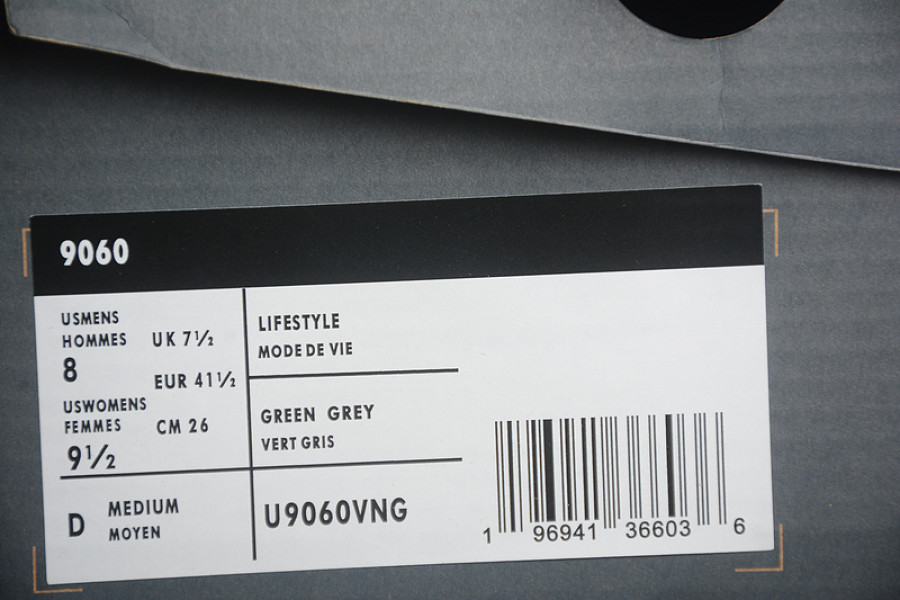 9060
USMENS
HOMMES
8
UK 7½
EUR 41½
USWOMENS
FEMMES
9½
CM 26
LIFESTYLE
MODE DE VIE
GREEN GREY
VERT GRIS
D MEDIUM
MOYEN
U9060VNG
1 96941 36603 6